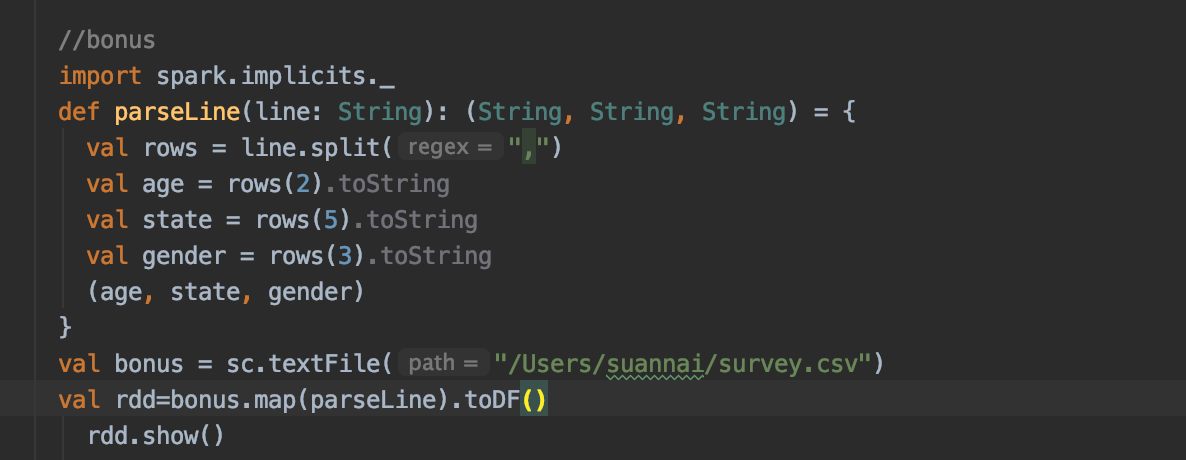 //bonus
import spark.implicits._
def parseLine(line: String): (String, String, String) = {
val rows = line.split( regex = ",")
val age = rows(2).toString
val state = rows(5).toString
val gender = rows(3).toString
(age, state, gender)
}
val bonus = sc.textFile( path = "/Users/suannai/survey.csv")
val rdd=bonus.map(parseLine).toDF()
rdd.show()